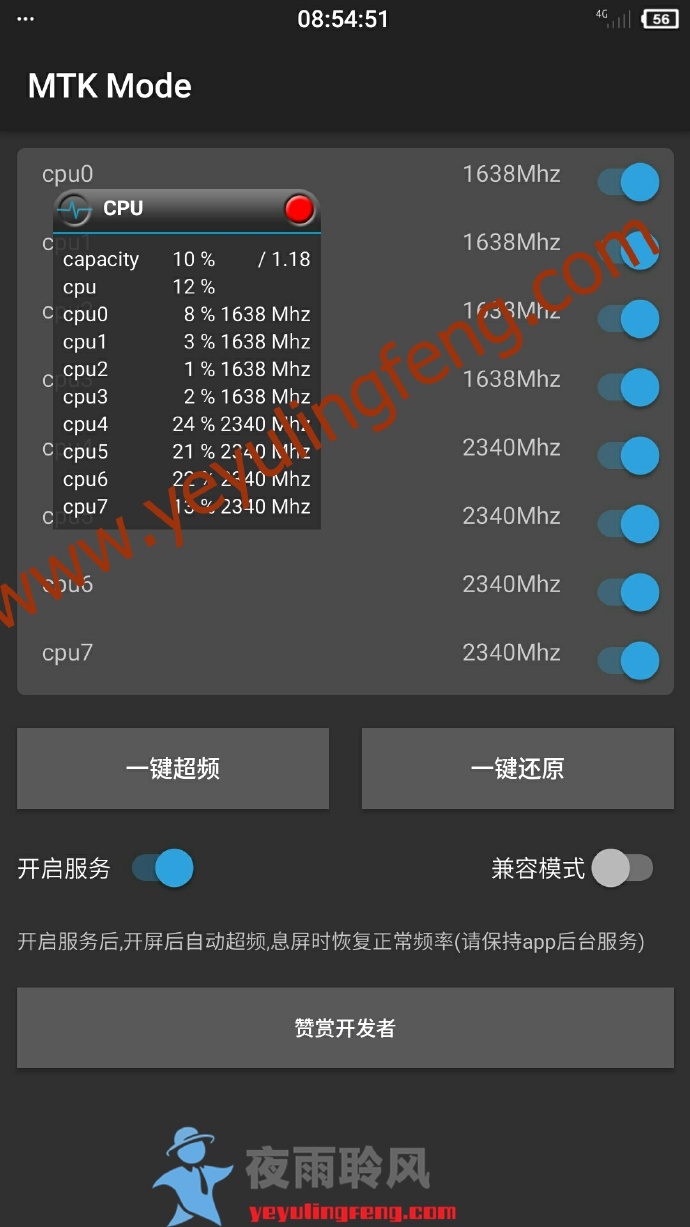 08:54:51
4G
56
MTK Mode
cpu0 1638Mhz
CPU
cpu1 1638Mhz
capacity 10 % / 1.18
cpu 12 %
1638Mhz
cpu0 8 % 1638 Mhz
cpu1 3 % 1638 Mhz
cpu2 1 % 1638 Mhz
1638Mhz
cpu3 2 % 1638 Mhz
cpu4 24 % 2340 Mhz
2340Mhz
cpu5 21 % 2340 Mhz
cpu6 22 % 2340 Mhz
cpu7 13 % 2340 Mhz
2340Mhz
cpu6 2340Mhz
cpu7 2340Mhz
www.yeyulingfeng.com
一键超频 一键还原
开启服务 兼容模式
开启服务后,开屏后自动超频,息屏时恢复正常频率(请保持app后台服务)
赞赏开发者
夜雨聆风
yeyulingfeng.com